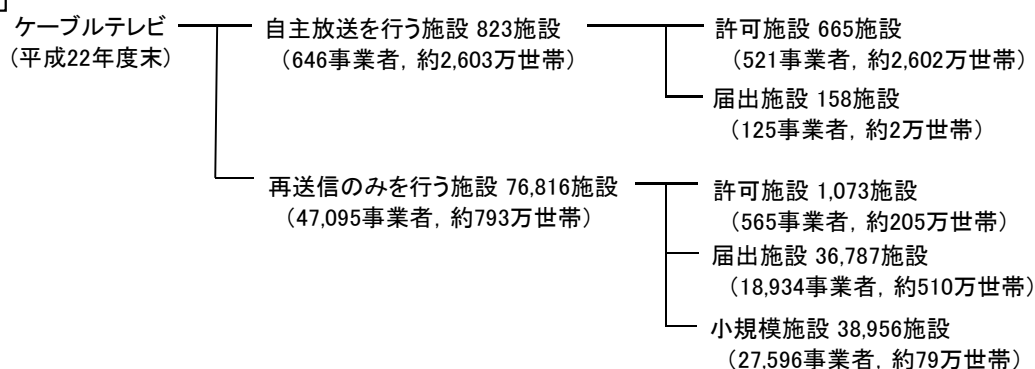 ケーブルテレビ
(平成22年度末)
自主放送を行う施設 823施設
(646事業者, 約2,603万世帯)
許可施設 665施設
(521事業者, 約2,602万世帯)
届出施設 158施設
(125事業者, 約2万世帯)
再送信のみを行う施設 76,816施設
(47,095事業者, 約793万世帯)
許可施設 1,073施設
(565事業者, 約205万世帯)
届出施設 36,787施設
(18,934事業者, 約510万世帯)
小規模施設 38,956施設
(27,596事業者, 約79万世帯)